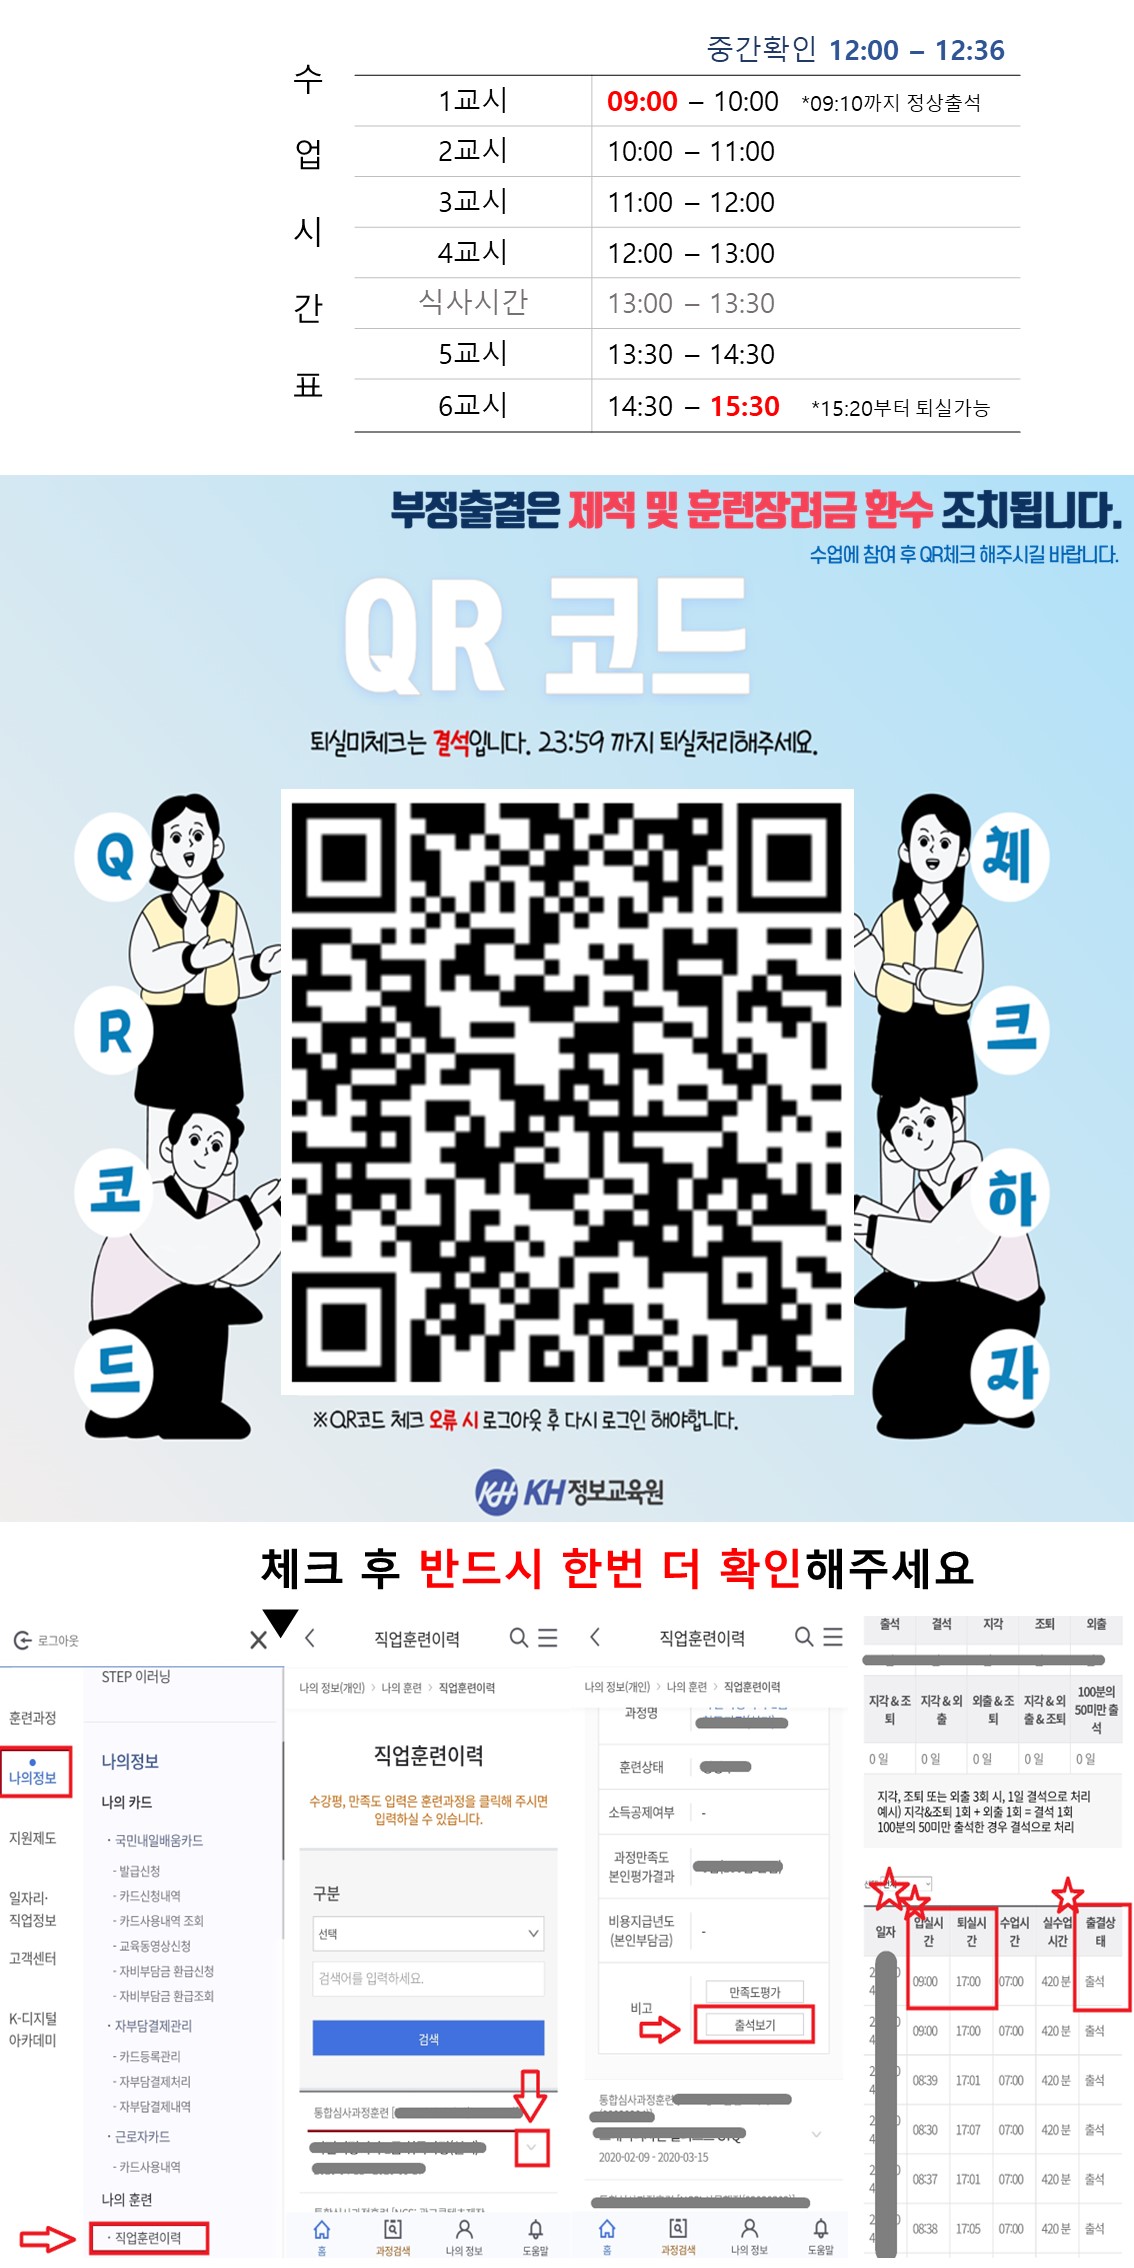 중간확인 12:00 – 12:36
수업시간표
1교시 09:00 – 10:00 *09:10까지 정상출석
2교시 10:00 – 11:00
3교시 11:00 – 12:00
4교시 12:00 – 13:00
식사시간 13:00 – 13:30
5교시 13:30 – 14:30
6교시 14:30 – 15:30 *15:20부터 퇴실가능
부정출결은 제적 및 훈련장려금 환수 조치됩니다.
수업에 참여 후 QR체크 해주시길 바랍니다.
QR 코드
퇴실미체크는 결석입니다. 23:59 까지 퇴실처리해주세요.
Q
R
코
드
체
크
하
자
※QR코드 체크 오류 시 로그아웃 후 다시 로그인 해야합니다.
KH KH 정보교육원
체크 후 반드시 한번 더 확인해주세요
로그아웃
STEP 이러닝
훈련과정
나의정보
지원제도
일자리·
직업정보
고객센터
K-디지털
아카데미
나의정보
나의 카드
· 국민내일배움카드
- 발급신청
- 카드신청내역
- 카드사용내역 조회
- 교육동영상신청
- 자비부담금 환급신청
- 자비부담금 환급조회
· 자부담결제관리
- 카드등록관리
- 자부담결제처리
- 자부담결제내역
· 근로자카드
- 카드사용내역
나의 훈련
· 직업훈련이력
직업훈련이력
나의 정보(개인) > 나의 훈련 > 직업훈련이력
직업훈련이력
수강평, 만족도 입력은 훈련과정을 클릭해 주시면
입력하실 수 있습니다.
구분
선택
검색어를 입력하세요.
검색
통합심사과정훈련 [
홈 과정검색 나의 정보 도움말
직업훈련이력
나의 정보(개인) > 나의 훈련 > 직업훈련이력
과정명
훈련상태
소득공제여부 -
과정만족도
본인평가결과
비용지급년도
(본인부담금) -
비고
만족도평가
출석보기
통합심사과정훈련
2020-02-09 - 2020-03-15
홈 과정검색 나의 정보 도움말
출석 결석 지각 조퇴 외출
지각 & 조퇴 지각 & 외출 외출 & 조퇴 지각 & 외출 & 조퇴 100분의 50미만 출석
0 일 0 일 0 일 0 일 0 일
지각, 조퇴 또는 외출 3회 시, 1일 결석으로 처리
예시) 지각&조퇴 1회 + 외출 1회 = 결석 1회
100분의 50미만 출석한 경우 결석으로 처리
일자 입실시간 퇴실시간 수업시간 실수업시간 출결상태
09:00 17:00 07:00 420 분 출석
09:00 17:00 07:00 420 분 출석
08:39 17:01 07:00 420 분 출석
08:30 17:07 07:00 420 분 출석
08:37 17:01 07:00 420 분 출석
08:38 17:05 07:00 420 분 출석